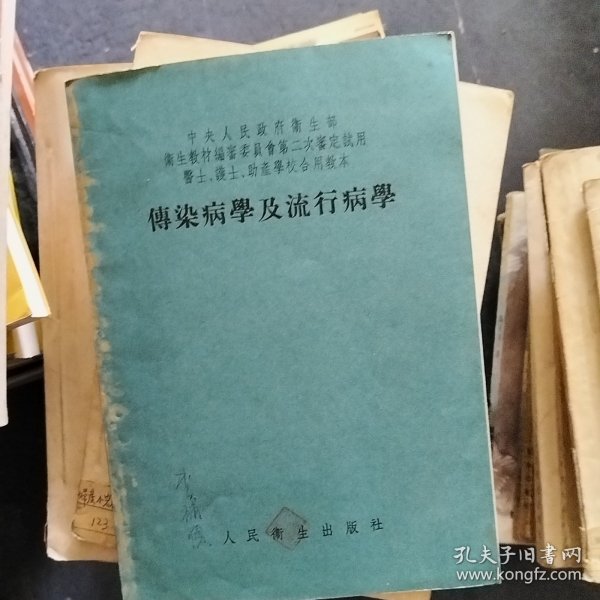 中央人民政府衛生部
衛生教材編審委員會第二次審定試用
醫士、護士、助產學校合用教本
傳染病學及流行病學
人民衛生出版社
123
孔夫子旧书网
www.kongfz.com